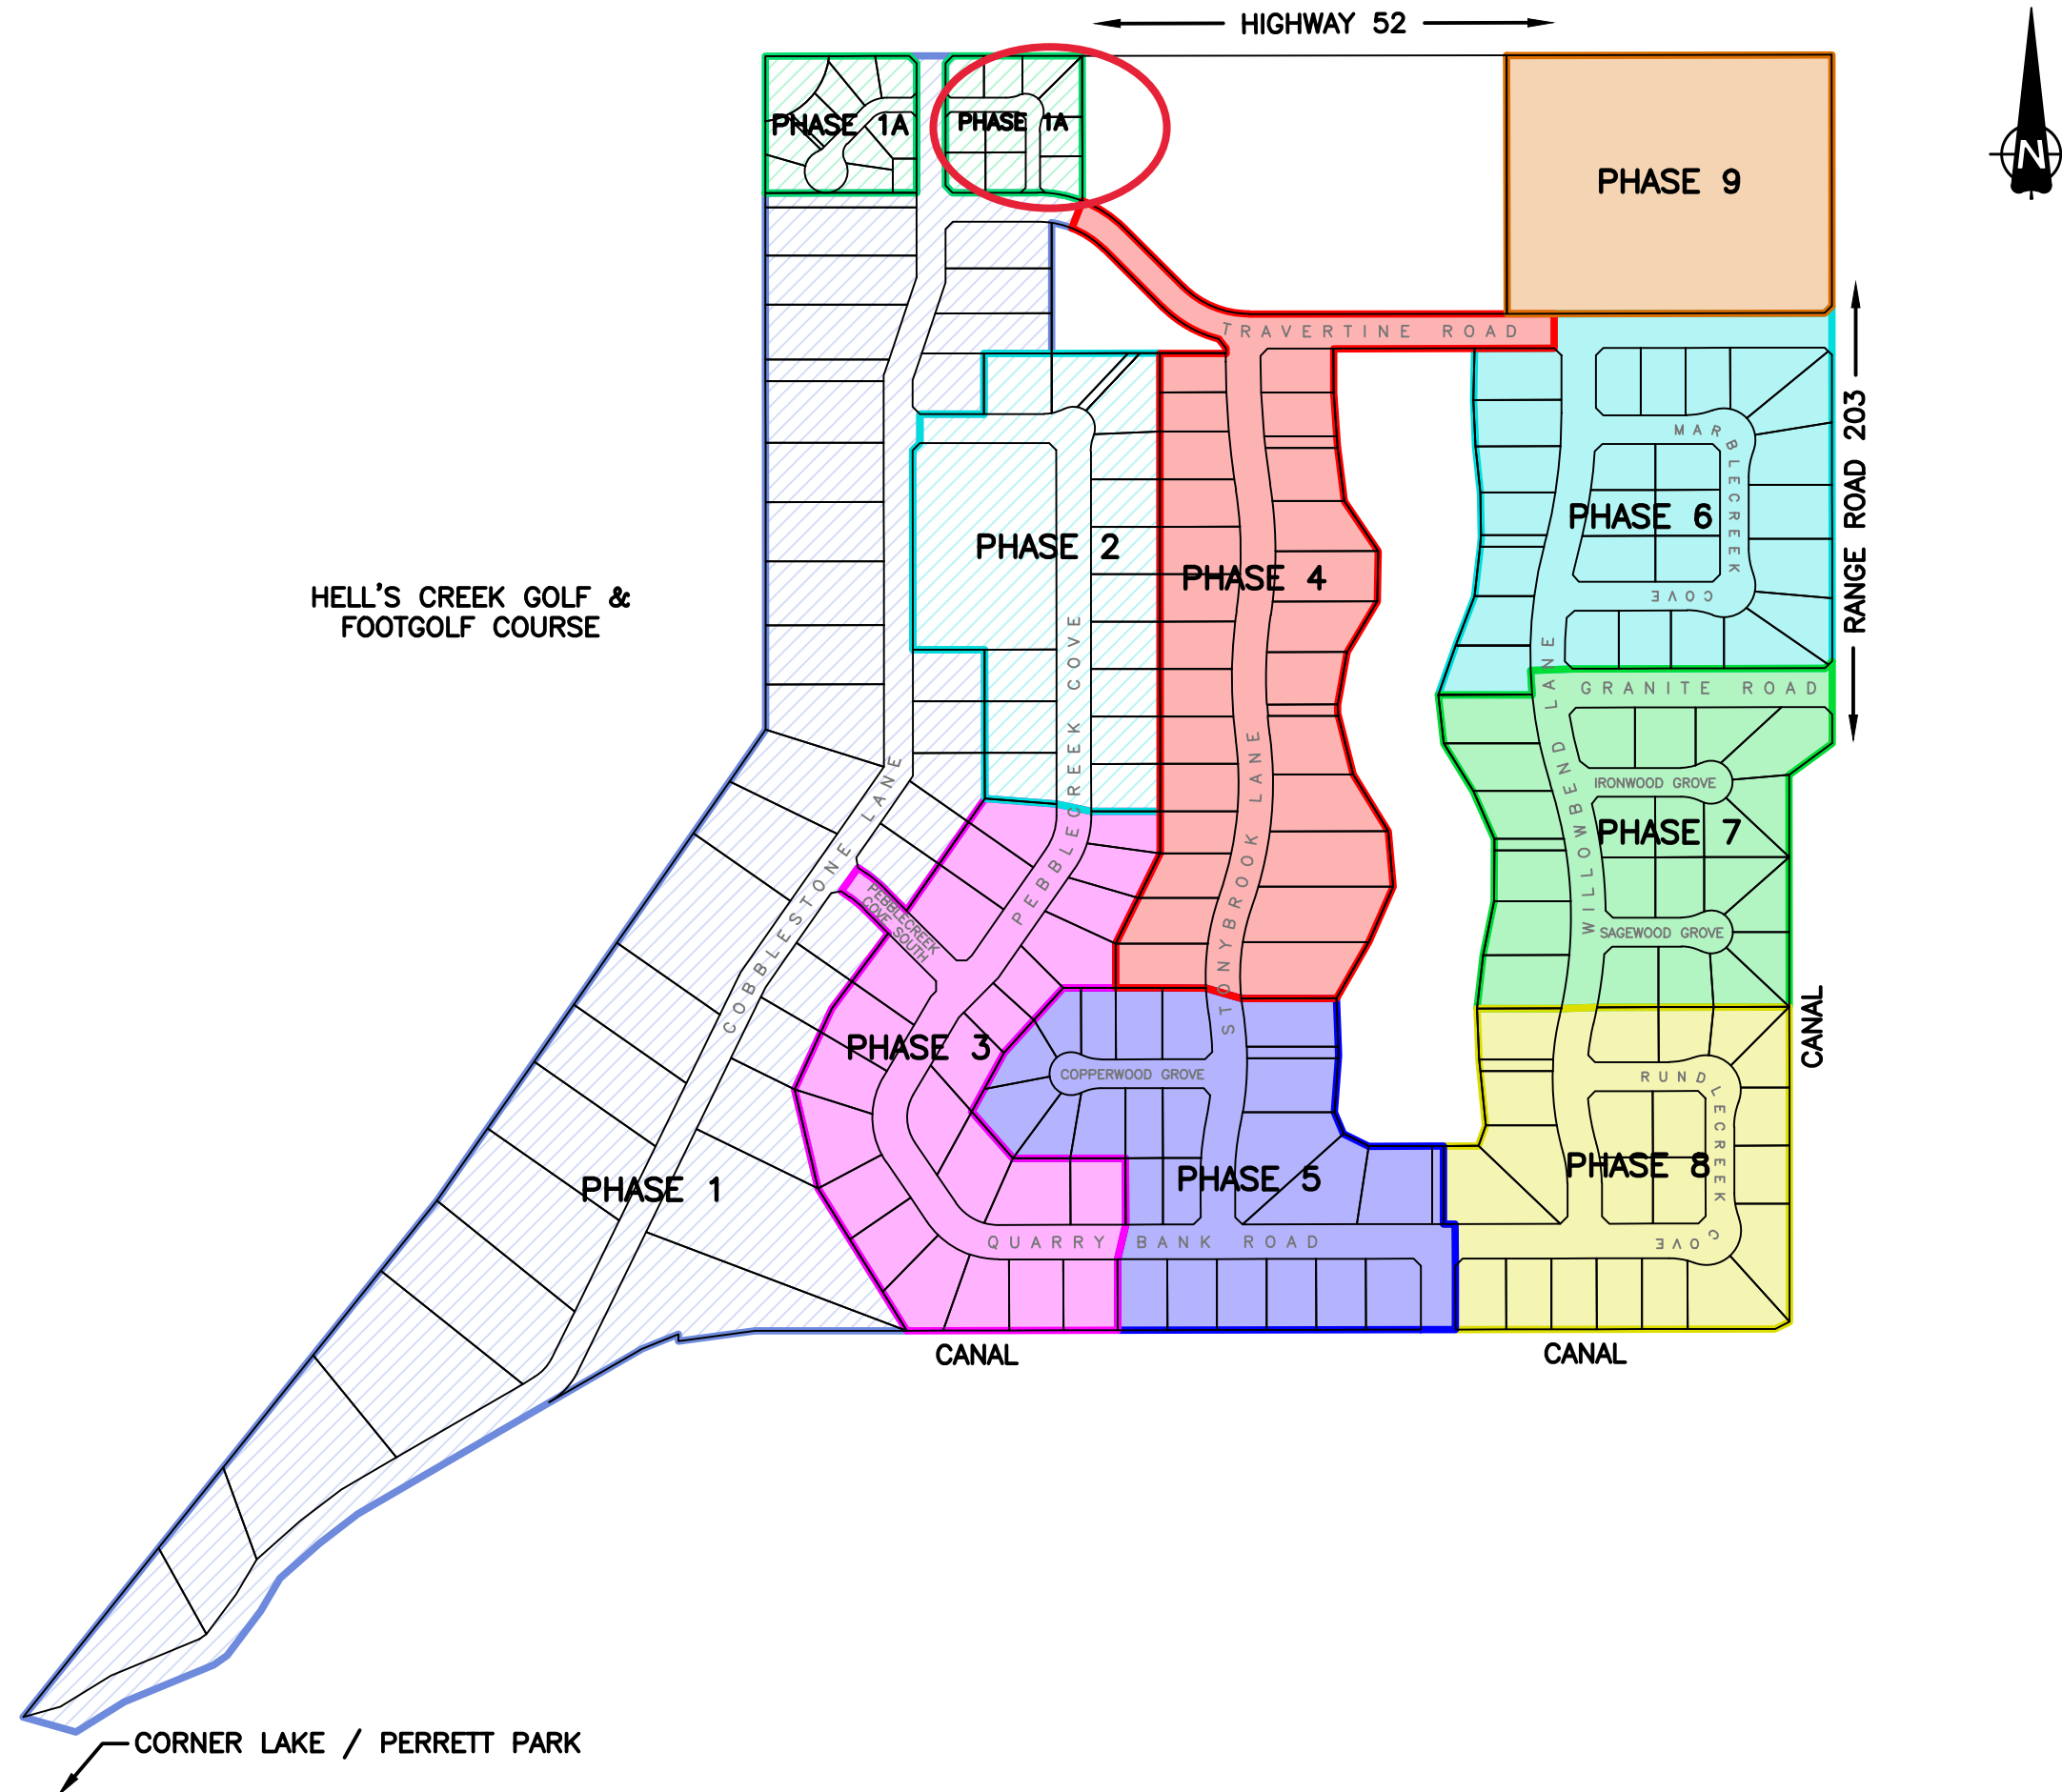 HIGHWAY 52
N
PHASE 1A
PHASE 1A
PHASE 9
TRAVERTINE ROAD
RANGE ROAD 203
MARBLECREEK COVE
PHASE 6
PHASE 2
PHASE 4
HELL'S CREEK GOLF &
FOOTGOLF COURSE
PEBBLECREEK COVE
GRANITE ROAD
WILLOWBEND LANE
IRONWOOD GROVE
PHASE 7
SAGEWOOD GROVE
STONYBROOK LANE
COBBLESTONE LANE
PEBBLECREEK
COVE SOUTH
CANAL
PHASE 3
COPPERWOOD GROVE
RUNDLECREEK COVE
PHASE 8
PHASE 5
PHASE 1
QUARRY BANK ROAD
CANAL
CANAL
CORNER LAKE / PERRETT PARK